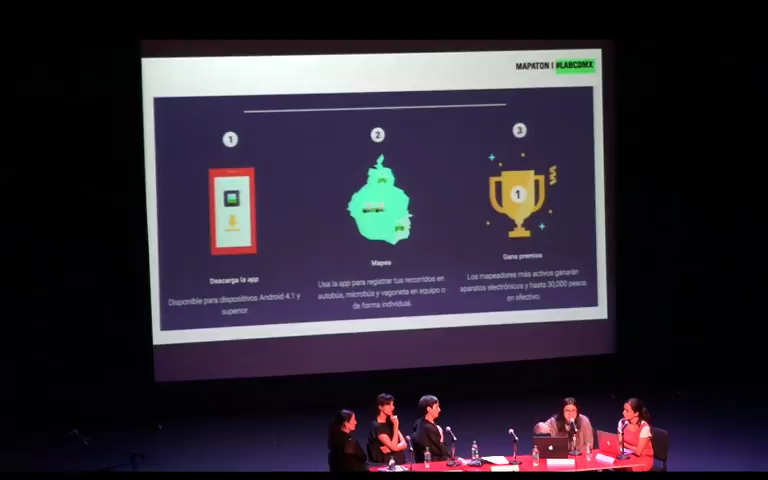 MAPATON | #LABCDMX
1
2
3
1
Descarga la app
Disponible para dispositivos Android 4.1 y
superior.
Mapea
Usa la app para registrar tus recorridos en
autobús, microbús y vagoneta en equipo o
de forma individual.
Gana premios
Los mapeadores más activos ganarán
aparatos electrónicos y hasta 30,000 pesos
en efectivo.